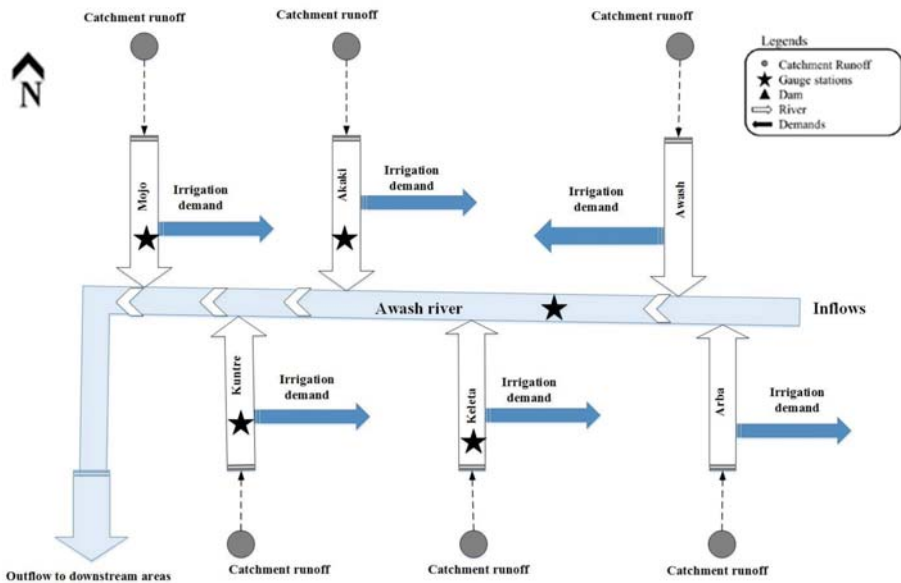 Catchment runoff
Catchment runoff
Catchment runoff
N
Legends
Catchment Runoff
Gauge stations
Dam
River
Demands
Mojo
Irrigation
demand
Akaki
Irrigation
demand
Irrigation
demand
Awash
Awash river
Inflows
Kuntre
Irrigation
demand
Keleta
Irrigation
demand
Arba
Irrigation
demand
Catchment runoff
Catchment runoff
Catchment runoff
Outflow to downstream areas